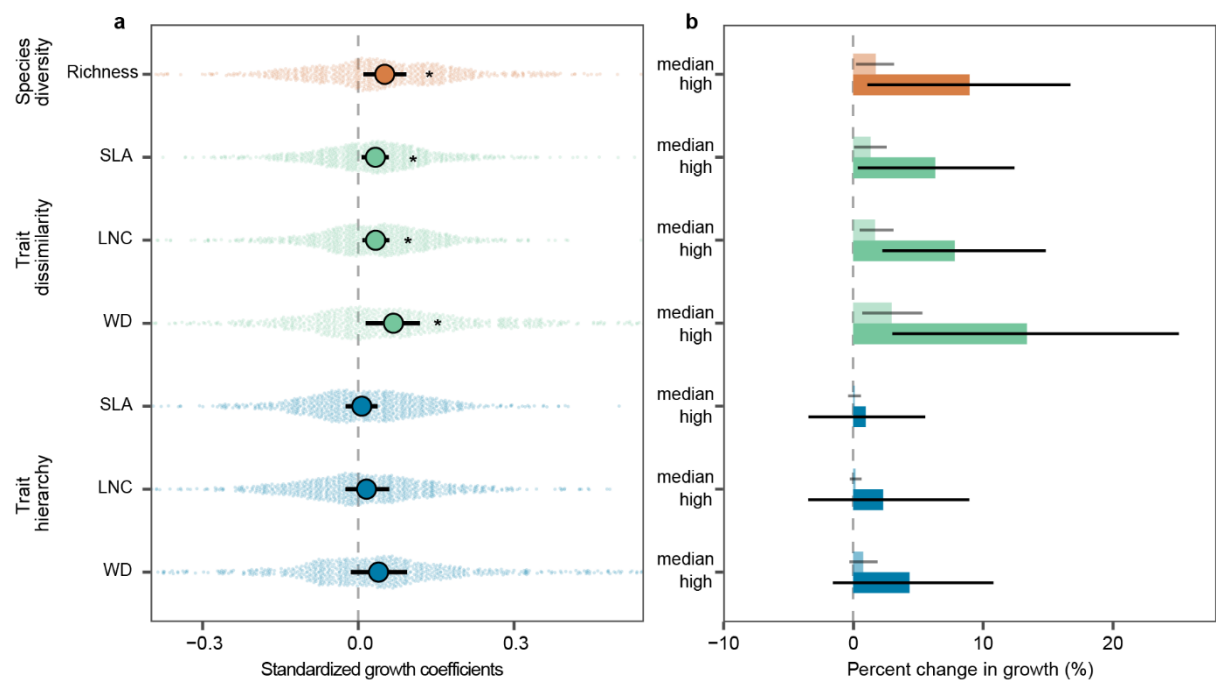 a
b
Species
diversity
Trait
dissimilarity
Trait
hierarchy
Richness
*
SLA
*
LNC
*
WD
*
SLA
LNC
WD
−0.3
0.0
0.3
Standardized growth coefficients
median
high
median
high
median
high
median
high
median
high
median
high
median
high
−10
0
10
20
Percent change in growth (%)